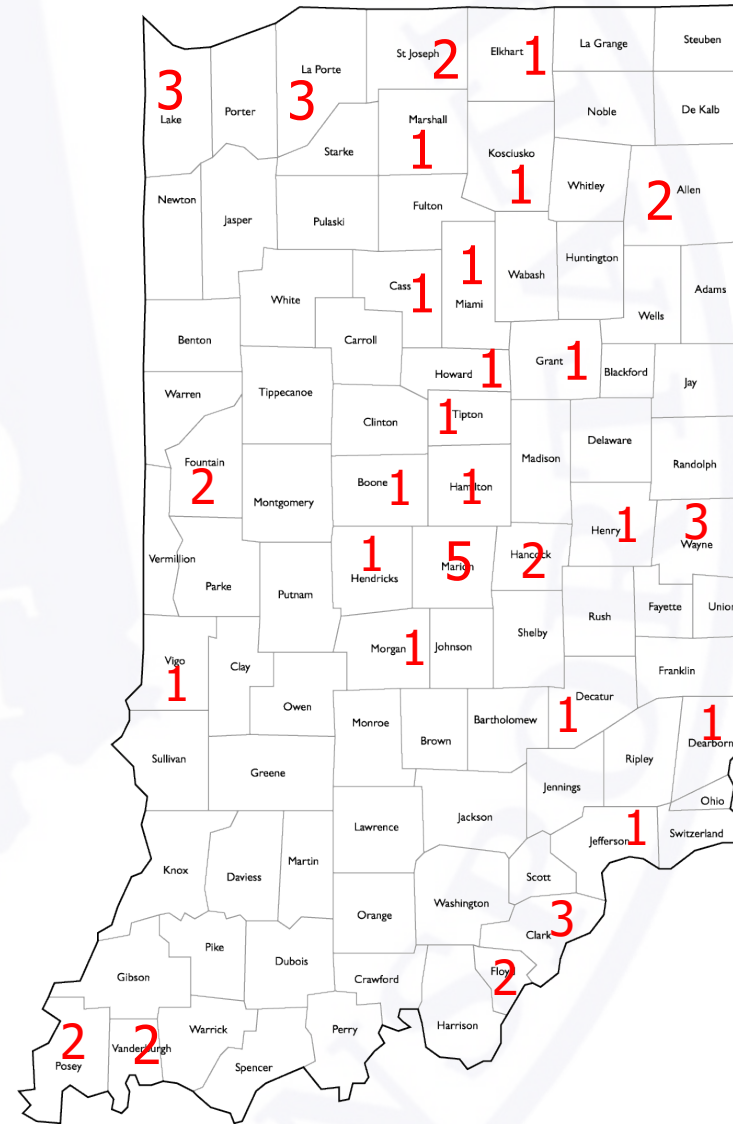 St Joseph
2
Elkhart
1
La Grange
Steuben
La Porte
3
3
Lake
Porter
Marshall
1
Noble
De Kalb
Starke
Kosciusko
1
Whitley
2
Allen
Newton
Jasper
Pulaski
Fulton
White
Cass
1
1
Miami
Wabash
Huntington
Wells
Adams
Benton
Carroll
Howard
1
Grant
1
Blackford
Jay
Warren
Tippecanoe
Clinton
1
Tipton
Madison
Delaware
Randolph
Fountain
2
Montgomery
Boone
1
Hamilton
1
Henry
1
3
Wayne
Vermillion
Parke
Putnam
1
Hendricks
Marion
5
Hancock
2
Rush
Fayette
Union
Vigo
1
Clay
Owen
Morgan
1
Johnson
Shelby
Franklin
Decatur
1
Monroe
Brown
Bartholomew
1
Dearborn
Sullivan
Greene
Jennings
Ripley
Ohio
Lawrence
Jackson
Jefferson
1
Switzerland
Knox
Daviess
Martin
Scott
Orange
Washington
Clark
3
Pike
Dubois
Gibson
Crawford
Floyd
2
Harrison
2
Posey
Vanderburgh
2
Warrick
Spencer
Perry